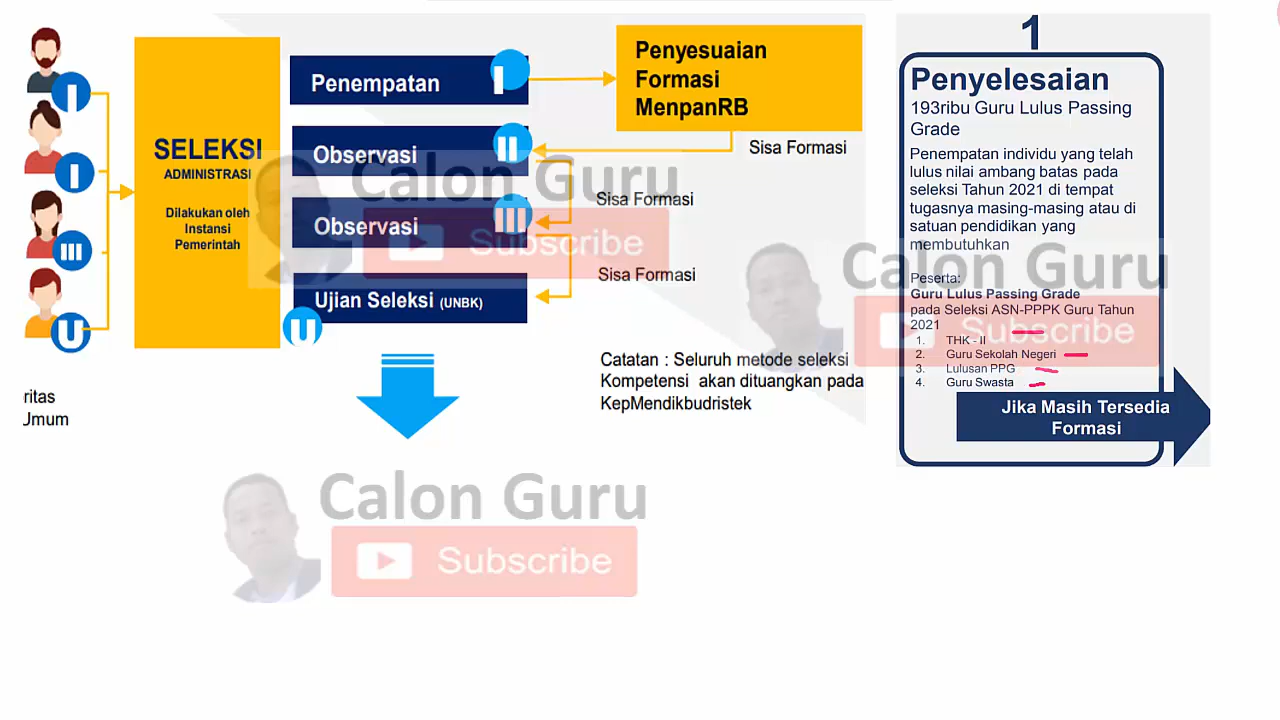 I
I
III
U
ritas
Umum
SELEKSI
ADMINISTRASI
Dilakukan oleh
Instansi
Pemerintah
Penempatan
I
Observasi
II
Observasi
III
Ujian Seleksi (UNBK)
U
Penyesuaian
Formasi
MenpanRB
Sisa Formasi
Sisa Formasi
Sisa Formasi
Catatan : Seluruh metode seleksi
Kompetensi akan dituangkan pada
KepMendikbudristek
1
Penyelesaian
193ribu Guru Lulus Passing
Grade
Penempatan individu yang telah
lulus nilai ambang batas pada
seleksi Tahun 2021 di tempat
tugasnya masing-masing atau di
satuan pendidikan yang
membutuhkan
Peserta:
Guru Lulus Passing Grade
pada Seleksi ASN-PPPK Guru Tahun
2021
1. THK - II
2. Guru Sekolah Negeri
3. Lulusan PPG
4. Guru Swasta
Jika Masih Tersedia
Formasi
Calon Guru
Subscribe
Calon Guru
Subscribe
Calon Guru
Subscribe